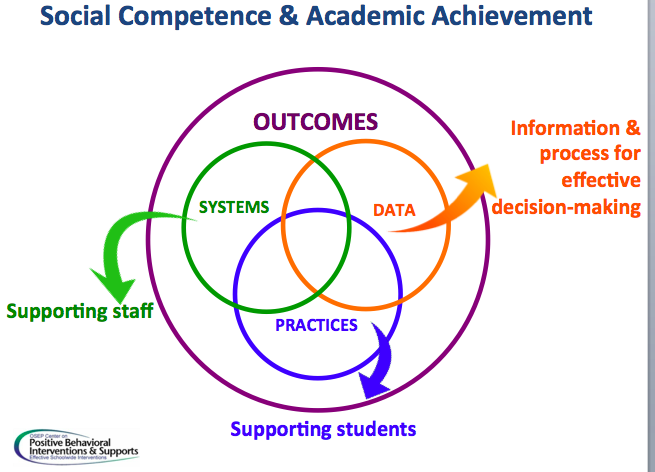 Social Competence & Academic Achievement
OUTCOMES
Information &
process for
effective
decision-making
SYSTEMS
DATA
Supporting staff
PRACTICES
Supporting students
OSEP Center on
Positive Behavioral
Interventions & Supports
Effective Schoolwide Interventions